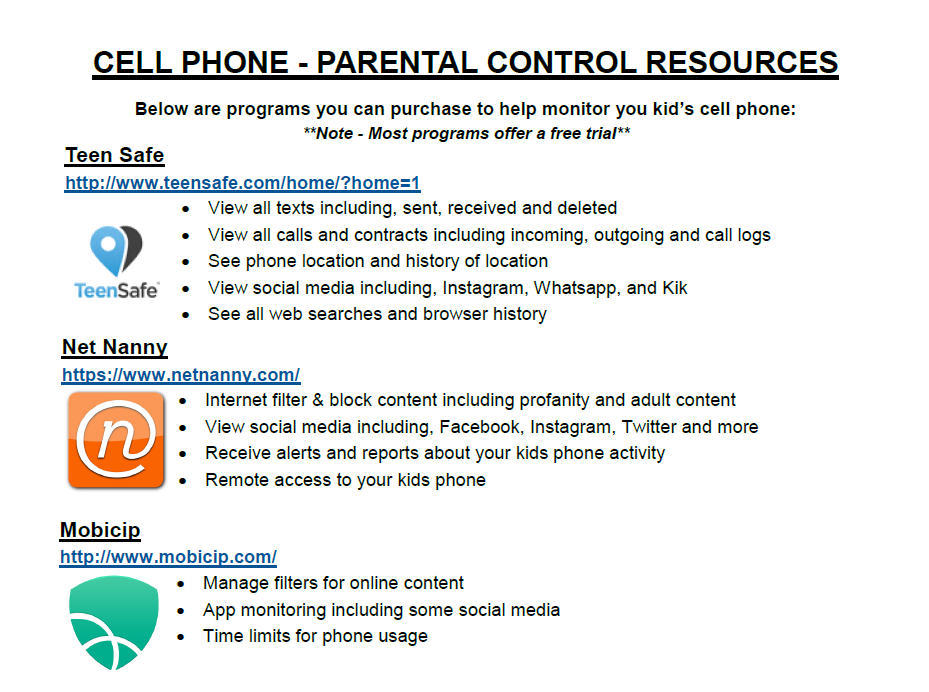 CELL PHONE - PARENTAL CONTROL RESOURCES
Below are programs you can purchase to help monitor you kid’s cell phone:
**Note - Most programs offer a free trial**
Teen Safe
http://www.teensafe.com/home/?home=1
• View all texts including, sent, received and deleted
• View all calls and contracts including incoming, outgoing and call logs
• See phone location and history of location
• View social media including, Instagram, Whatsapp, and Kik
• See all web searches and browser history
TeenSafe
Net Nanny
https://www.netnanny.com/
• Internet filter & block content including profanity and adult content
• View social media including, Facebook, Instagram, Twitter and more
• Receive alerts and reports about your kids phone activity
• Remote access to your kids phone
n
Mobicip
http://www.mobicip.com/
• Manage filters for online content
• App monitoring including some social media
• Time limits for phone usage